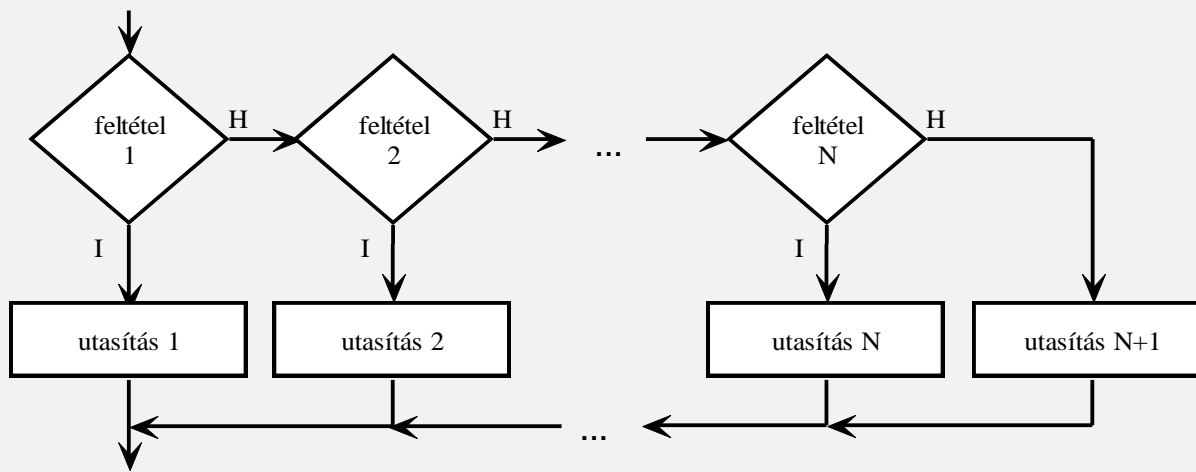 feltétel
1
H
I
feltétel
2
H
I
...
feltétel
N
H
I
utasítás 1
utasítás 2
utasítás N
utasítás N+1
...